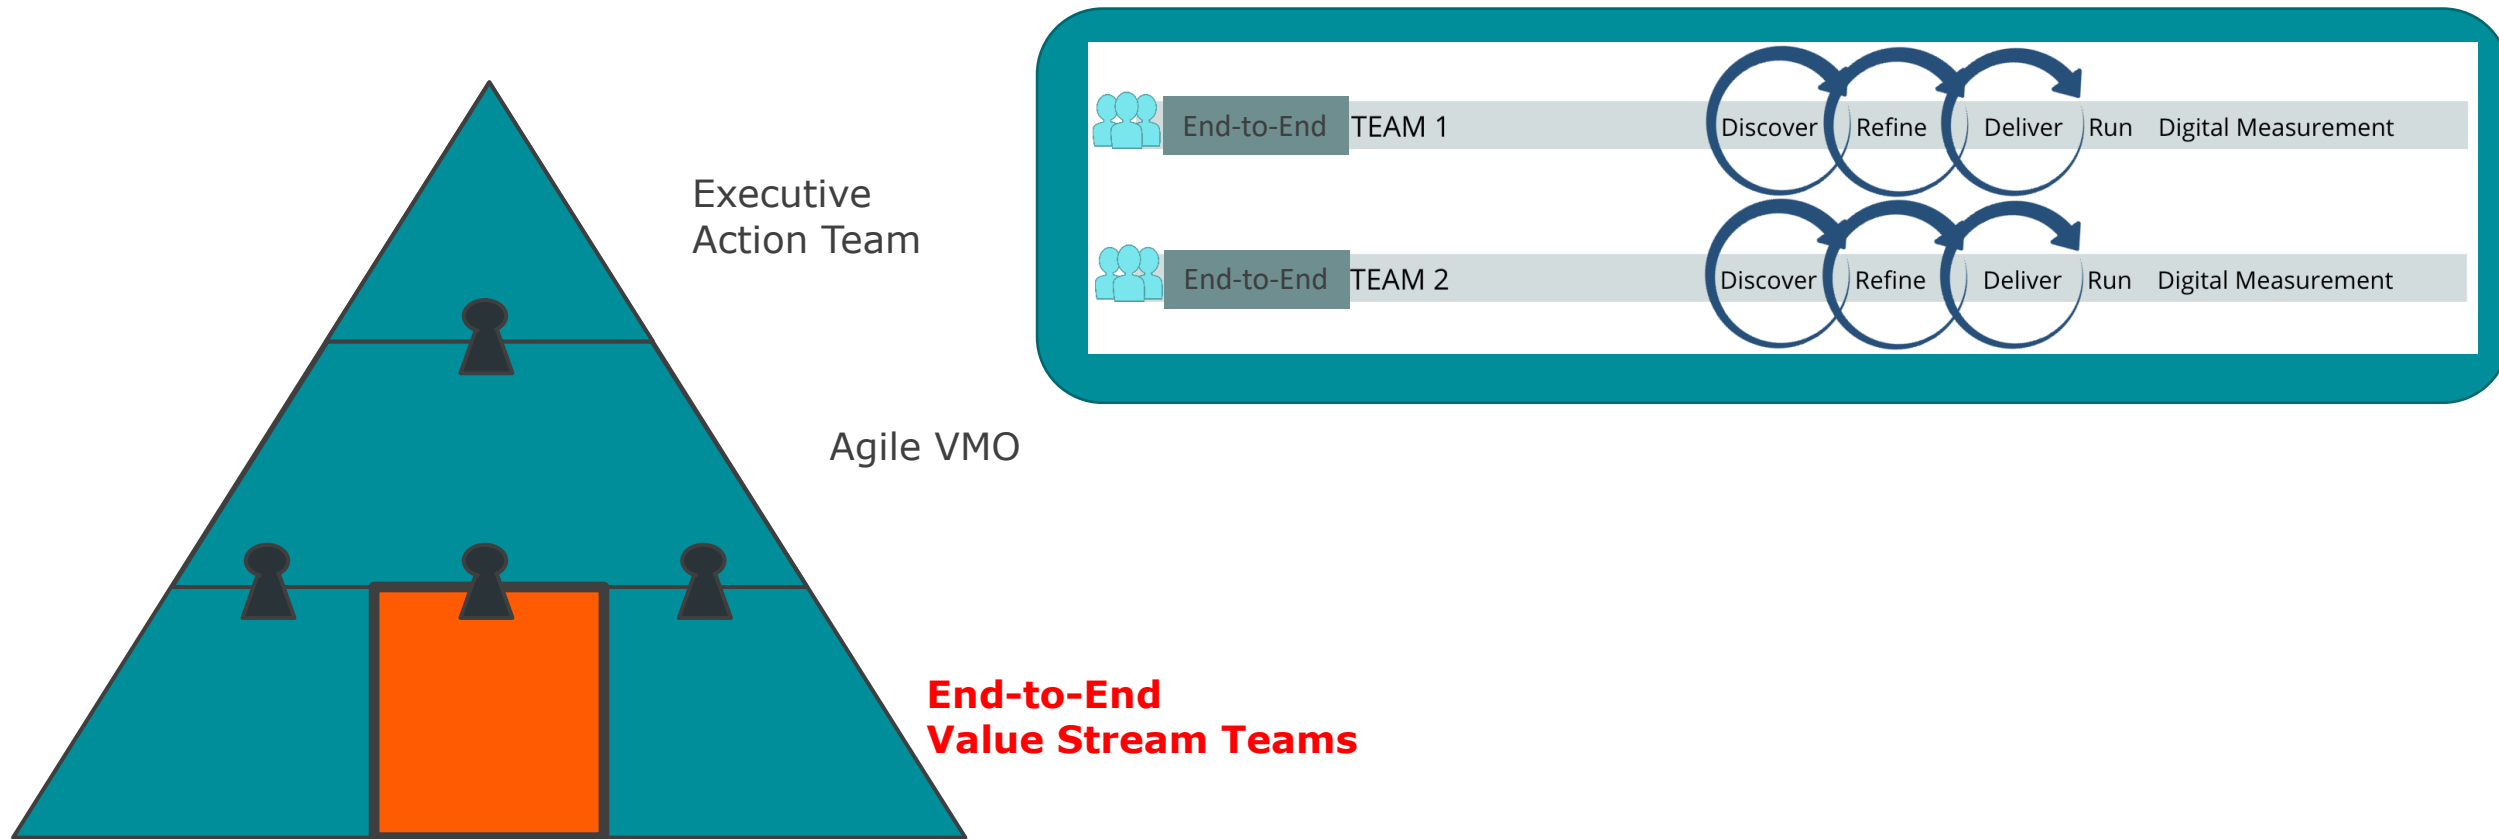 End-to-End TEAM 1 Discover Refine Deliver Run Digital Measurement
End-to-End TEAM 2 Discover Refine Deliver Run Digital Measurement
Executive
Action Team
Agile VMO
End-to-End
Value Stream Teams